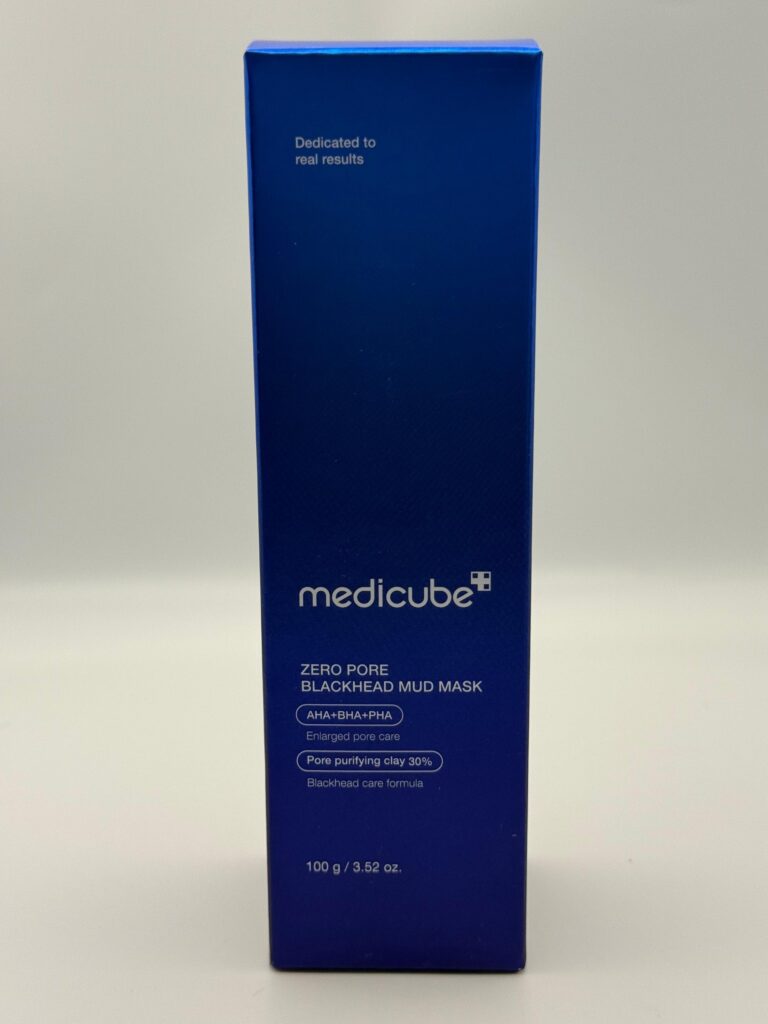 Dedicated to
real results
medicube
ZERO PORE
BLACKHEAD MUD MASK
AHA+BHA+PHA
Enlarged pore care
Pore purifying clay 30%
Blackhead care formula
100 g / 3.52 oz.